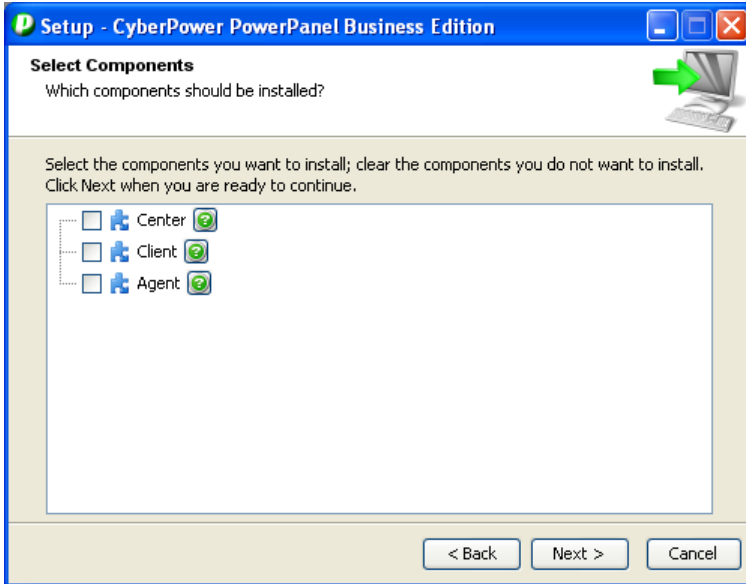 Setup - CyberPower PowerPanel Business Edition
Select Components
Which components should be installed?
Select the components you want to install; clear the components you do not want to install.
Click Next when you are ready to continue.
Center
Client
Agent
< Back Next > Cancel